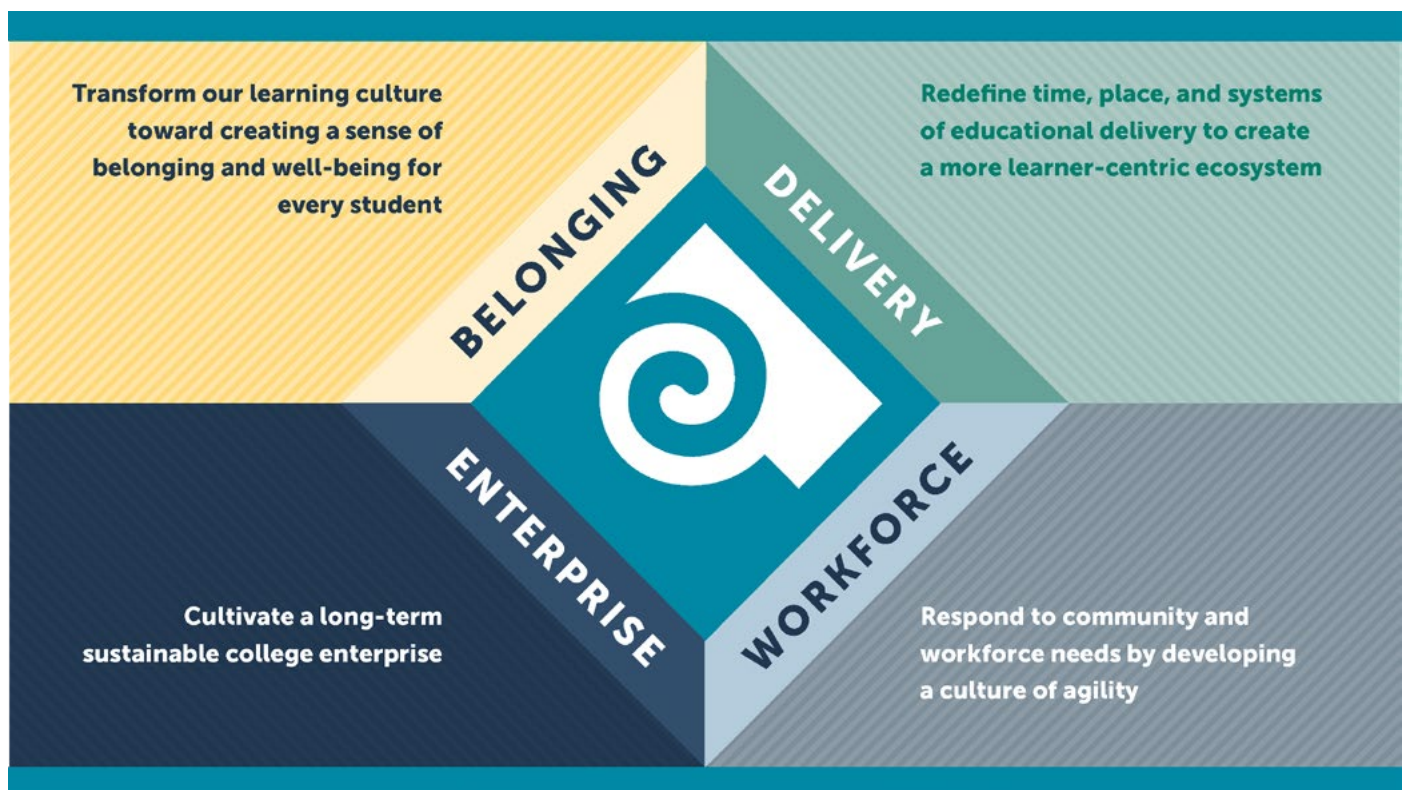 Transform our learning culture
toward creating a sense of
belonging and well-being for
every student
BELONGING
DELIVERY
Redefine time, place, and systems
of educational delivery to create
a more learner-centric ecosystem
Cultivate a long-term
sustainable college enterprise
ENTERPRISE
WORKFORCE
Respond to community and
workforce needs by developing
a culture of agility